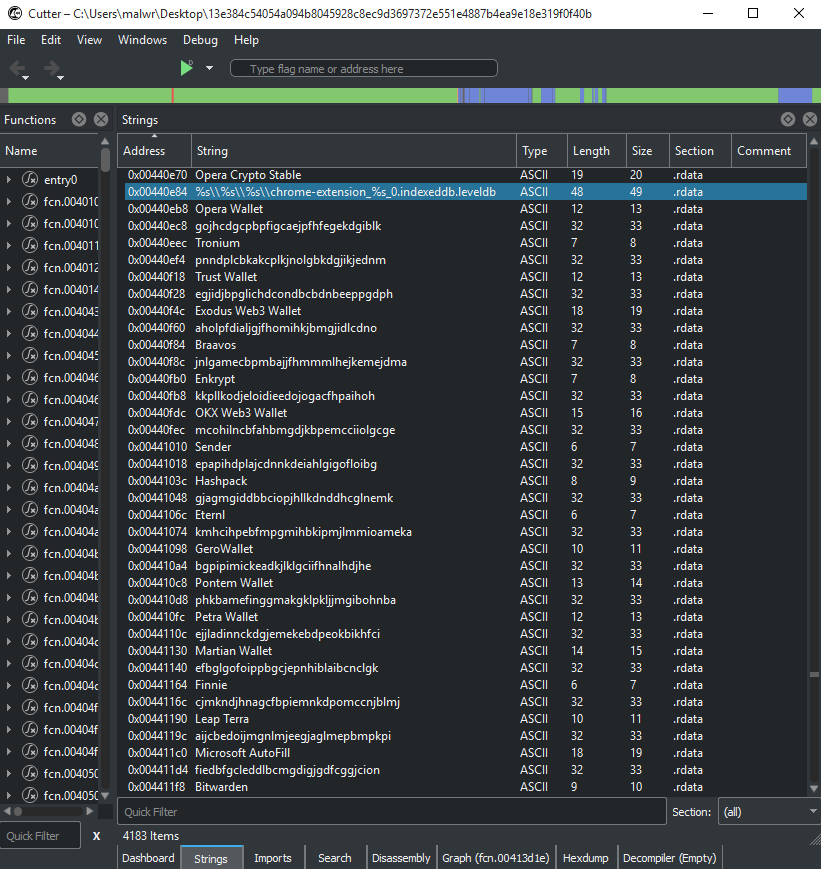 Cutter – C:\Users\malwr\Desktop\13e384c54054a094b8045928c8ec9d3697372e551e4887b4ea9e18e319f0f40b
File Edit View Windows Debug Help
Type flag name or address here
Functions Strings
Name Address String Type Length Size Section Comment
0x00440e70 Opera Crypto Stable ASCII 19 20 .rdata
entry0 0x00440e84 %s\\%s\\%s\\chrome-extension_%s_0.indexeddb.leveldb ASCII 48 49 .rdata
fcn.004010 0x00440eb8 Opera Wallet ASCII 12 13 .rdata
fcn.004010 0x00440ec8 gojhcdgcpbpfigcaejpfhfegekdgiblk ASCII 32 33 .rdata
fcn.004011 0x00440eec Tronium ASCII 7 8 .rdata
fcn.004012 0x00440ef4 pnndplcbkakcplkjnolgbkdgjikjednm ASCII 32 33 .rdata
fcn.004014 0x00440f18 Trust Wallet ASCII 12 13 .rdata
0x00440f28 egjidjbpglichdcondbcbdnbeeppgdph ASCII 32 33 .rdata
fcn.004043 0x00440f4c Exodus Web3 Wallet ASCII 18 19 .rdata
fcn.004044 0x00440f60 aholpfdialjgjfhomihkjbmgjidlcdno ASCII 32 33 .rdata
fcn.004045 0x00440f84 Braavos ASCII 7 8 .rdata
0x00440f8c jnlgamecbpmbajjfhmmmlhejkemejdma ASCII 32 33 .rdata
fcn.004046 0x00440fb0 Enkrypt ASCII 7 8 .rdata
fcn.004046 0x00440fb8 kkpllkodjeloidieedojogacfhpaihoh ASCII 32 33 .rdata
fcn.004047 0x00440fdc OKX Web3 Wallet ASCII 15 16 .rdata
0x00440fec mcohilncbfahbmgdjkbpemcciiolgcge ASCII 32 33 .rdata
fcn.004048 0x00441010 Sender ASCII 6 7 .rdata
fcn.004049 0x00441018 epapihdplajcdnnkdeiahlgigofloibg ASCII 32 33 .rdata
fcn.00404a 0x0044103c Hashpack ASCII 8 9 .rdata
fcn.00404a 0x00441048 gjagmgiddbbciopjhllkdnddhcglnemk ASCII 32 33 .rdata
0x0044106c Eternl ASCII 6 7 .rdata
fcn.00404a 0x00441074 kmhcihpebfmpgmihbkipmjlmmioameka ASCII 32 33 .rdata
fcn.00404b 0x00441098 GeroWallet ASCII 10 11 .rdata
fcn.00404b 0x004410a4 bgpipimickeadkjlklgciifhnalhdjhe ASCII 32 33 .rdata
0x004410c8 Pontem Wallet ASCII 13 14 .rdata
fcn.00404b 0x004410d8 phkbamefinggmakgklpkljjmgibohnba ASCII 32 33 .rdata
fcn.00404b 0x004410fc Petra Wallet ASCII 12 13 .rdata
fcn.00404c 0x0044110c ejjladinnckdgjemekebdpeokbikhfci ASCII 32 33 .rdata
0x00441130 Martian Wallet ASCII 14 15 .rdata
fcn.00404c 0x00441140 efbglgofoippbgcjepnhiblaibcnclgk ASCII 32 33 .rdata
fcn.00404c 0x00441164 Finnie ASCII 6 7 .rdata
fcn.00404f 0x0044116c cjmkndjhnagcfbpiemnkdpomccnjblmj ASCII 32 33 .rdata
fcn.00404f 0x00441190 Leap Terra ASCII 10 11 .rdata
0x0044119c aijcbedoijmgnlmjeegjaglmepbmpkpi ASCII 32 33 .rdata
fcn.00404f 0x004411c0 Microsoft AutoFill ASCII 18 19 .rdata
fcn.004050 0x004411d4 fiedbfgcleddlbcmgdigjgdfcggjcion ASCII 32 33 .rdata
fcn.004050 0x004411f8 Bitwarden ASCII 9 10 .rdata
Quick Filter Section: (all)
Quick Filter X 4183 Items
Dashboard Strings Imports Search Disassembly Graph (fcn.00413d1e) Hexdump Decompiler (Empty)